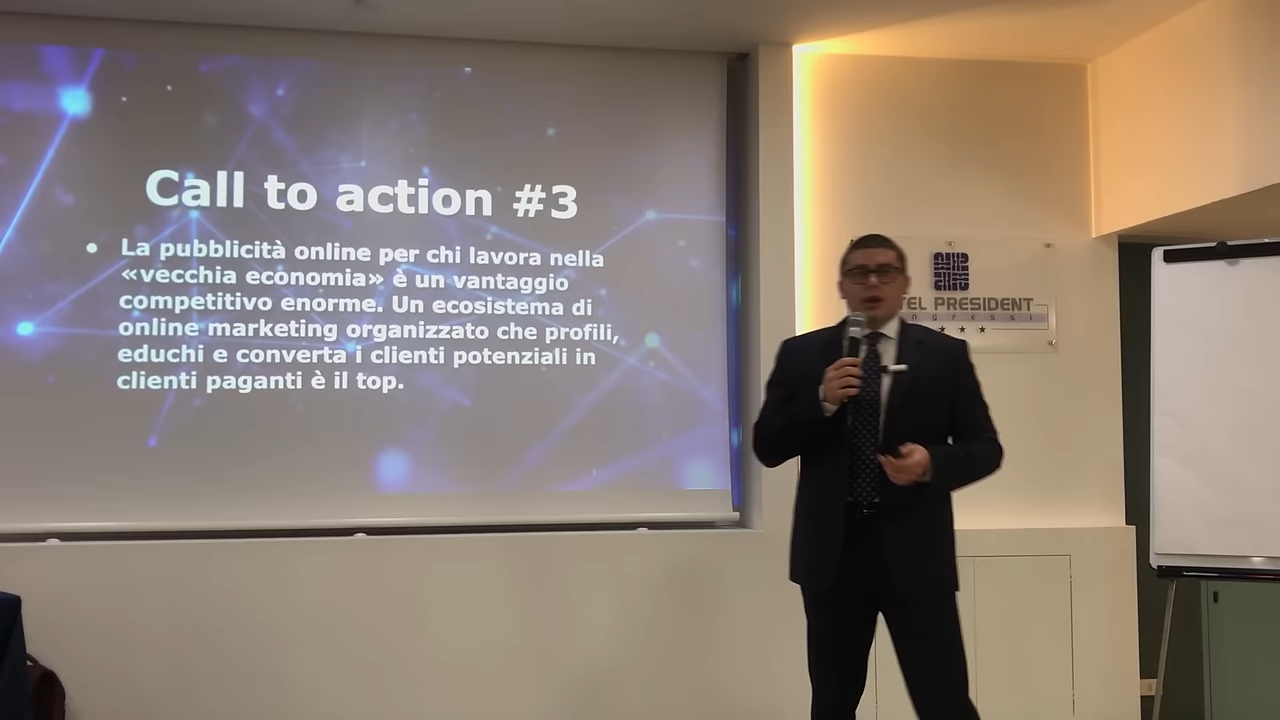 Call to action #3
• La pubblicità online per chi lavora nella
«vecchia economia» è un vantaggio
competitivo enorme. Un ecosistema di
online marketing organizzato che profili,
educhi e converta i clienti potenziali in
clienti paganti è il top.
TEL PRESIDENT
ngressi